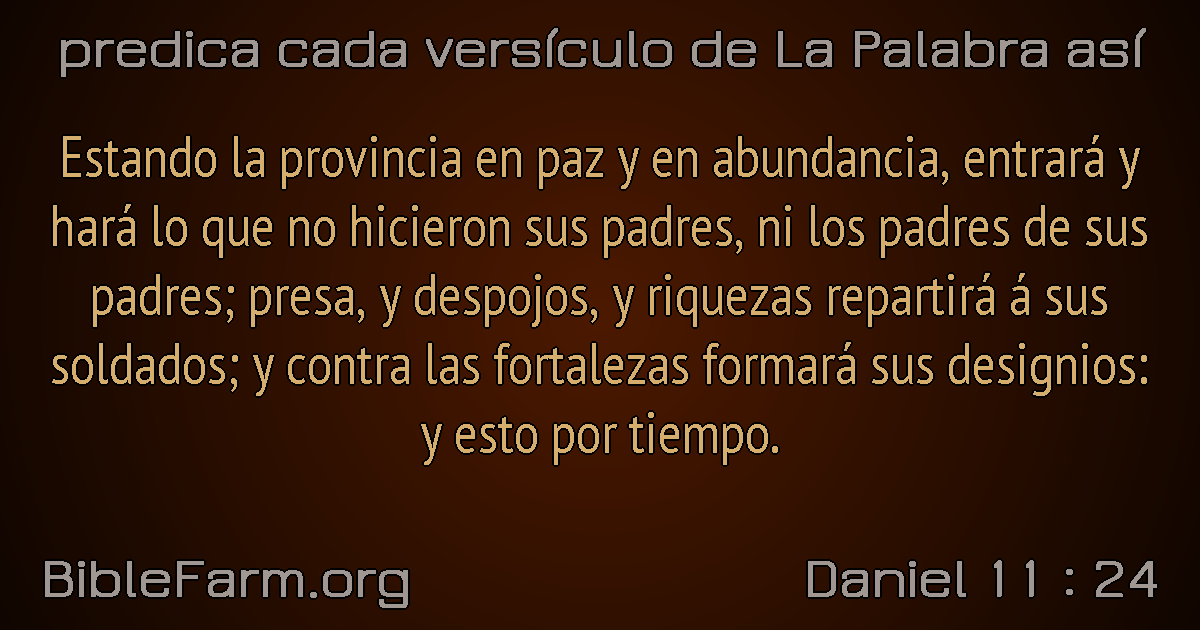 predica cada versículo de La Palabra así
Estando la provincia en paz y en abundancia, entrará y
hará lo que no hicieron sus padres, ni los padres de sus
padres; presa, y despojos, y riquezas repartirá á sus
soldados; y contra las fortalezas formará sus designios:
y esto por tiempo.
BibleFarm.org
Daniel 11 : 24